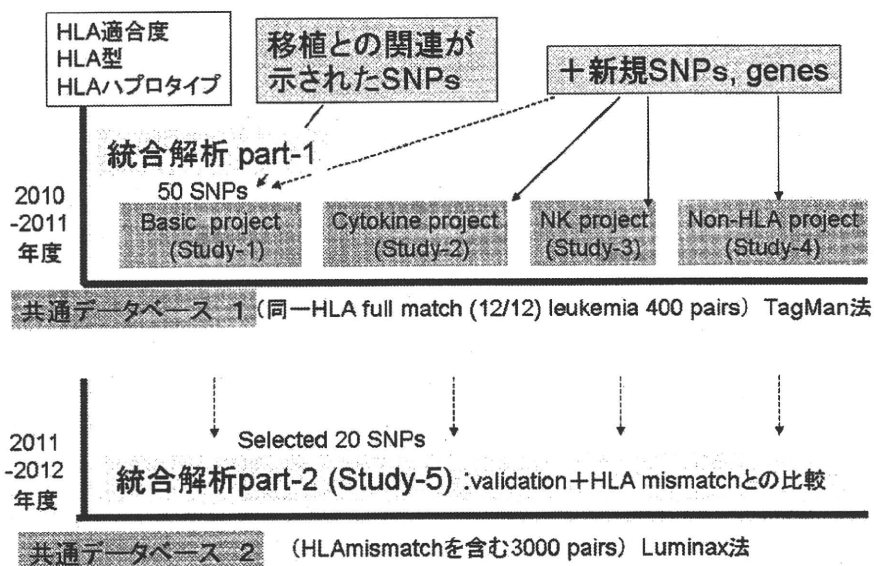 HLA適合度
HLA型
HLAハプロタイプ
移植との関連が
示されたSNPs
＋新規SNPs, genes
統合解析 part-1
50 SNPs
2010
-2011
年度
Basic project
(Study-1)
Cytokine project
(Study-2)
NK project
(Study-3)
Non-HLA project
(Study-4)
共通データベース 1 (同一HLA full match (12/12) leukemia 400 pairs) TagMan法
Selected 20 SNPs
2011
-2012
年度
統合解析part-2 (Study-5) :validation＋HLA mismatchとの比較
共通データベース 2 (HLAmismatchを含む3000 pairs) Luminax法